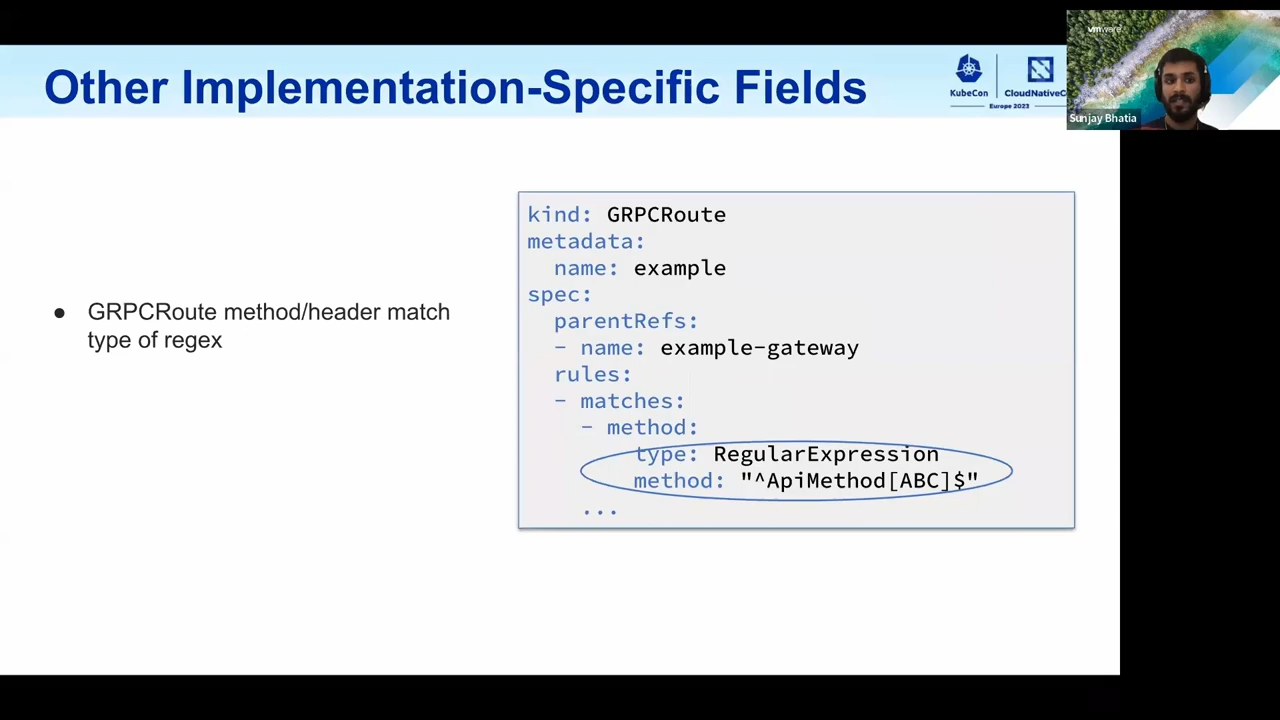 Other Implementation-Specific Fields
KubeCon
CloudNativeC
Europe 2023
vmware
Sunjay Bhatia
● GRPCRoute method/header match
type of regex
kind: GRPCRoute
metadata:
name: example
spec:
parentRefs:
- name: example-gateway
rules:
- matches:
- method:
type: RegularExpression
method: "^ApiMethod[ABC]$"
...